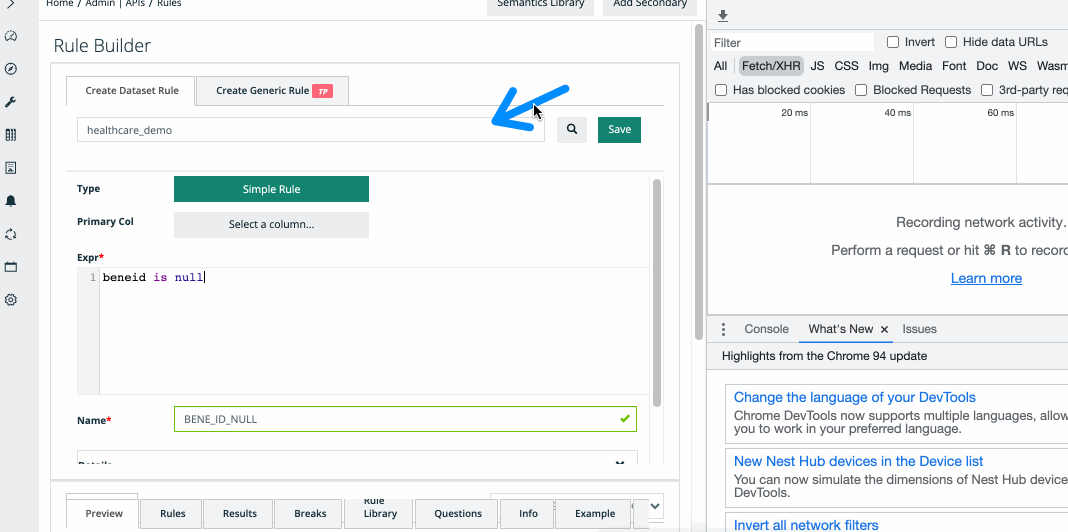 Home / Admin | APIs / Rules
Semantics Library
Add Secondary
Rule Builder
Create Dataset Rule
Create Generic Rule TP
healthcare_demo
Save
Type
Simple Rule
Primary Col
Select a column...
Expr*
1 beneid is null
Name*
BENE_ID_NULL
Details
Preview
Rules
Results
Breaks
Rule
Library
Questions
Info
Example
Filter
Invert
Hide data URLs
All
Fetch/XHR
JS
CSS
Img
Media
Font
Doc
WS
Wasm
Has blocked cookies
Blocked Requests
3rd-party req
20 ms
40 ms
60 ms
Recording network activity.
Perform a request or hit ⌘ R to record
Learn more
Console
What's New ×
Issues
Highlights from the Chrome 94 update
Change the language of your DevTools
Chrome DevTools now supports multiple languages, allow
you to work in your preferred language.
New Nest Hub devices in the Device list
You can now simulate the dimensions of Nest Hub device
DevTools.
Invert all network filters